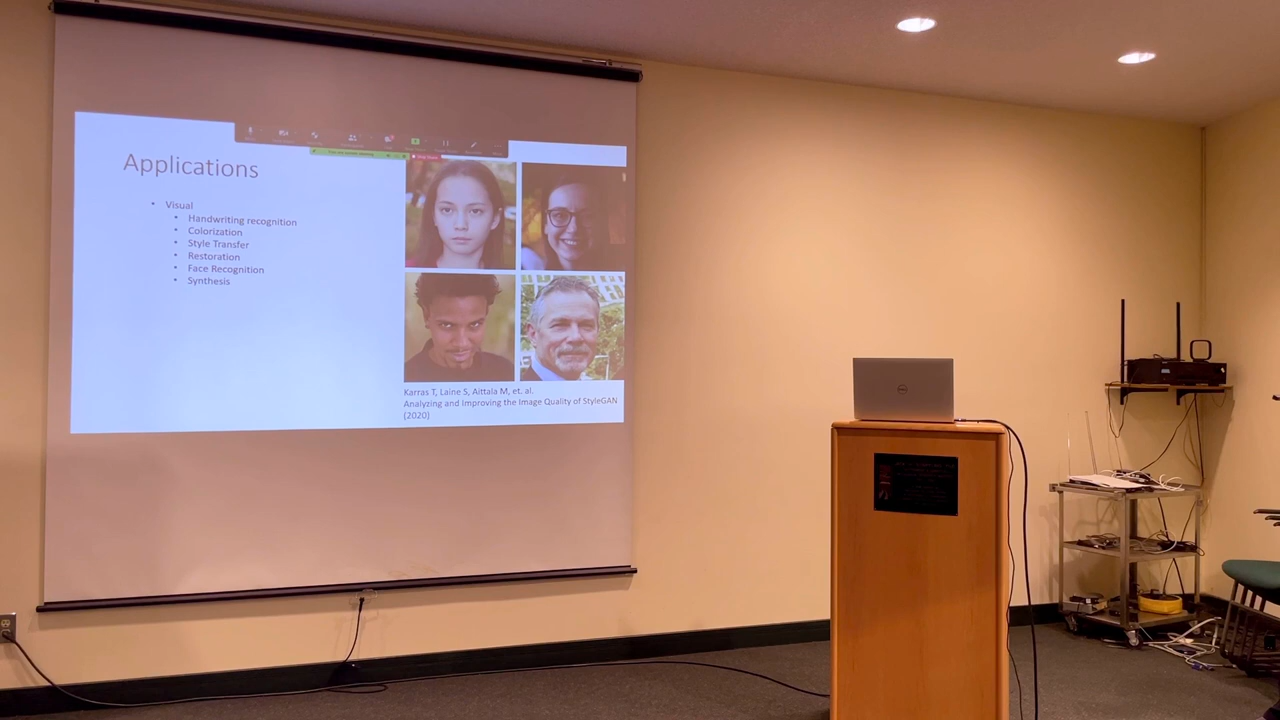 Applications
• Visual
• Handwriting recognition
• Colorization
• Style Transfer
• Restoration
• Face Recognition
• Synthesis
Karras T, Laine S, Aittala M, et. al.
Analyzing and Improving the Image Quality of StyleGAN
(2020)
DELL